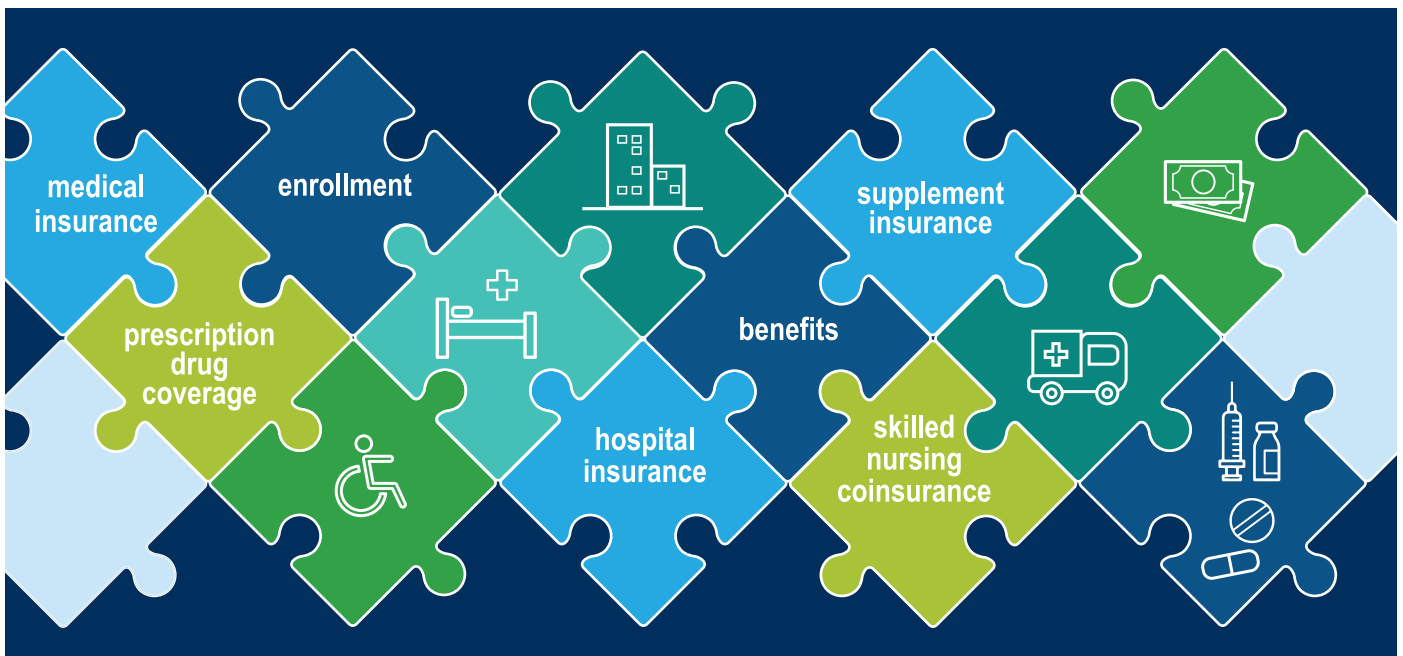 medical
insurance
enrollment
supplement
insurance
prescription
drug
coverage
benefits
hospital
insurance
skilled
nursing
coinsurance